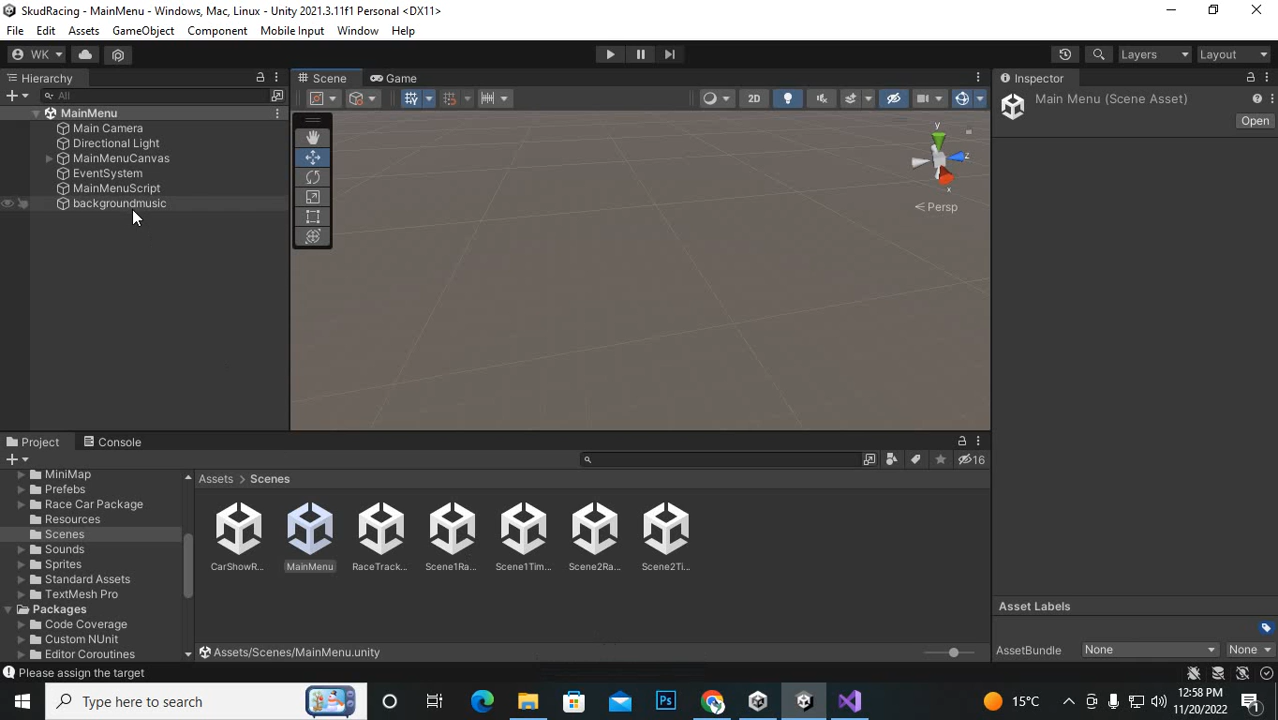 SkudRacing - MainMenu - Windows, Mac, Linux - Unity 2021.3.11f1 Personal <DX11>
File Edit Assets GameObject Component Mobile Input Window Help
WK Layers Layout
Hierarchy Scene Game Inspector
All 2D Main Menu (Scene Asset)
Open
MainMenu
Main Camera
Directional Light
MainMenuCanvas
EventSystem
MainMenuScript
backgroundmusic
y
z
x
Persp
Project Console
16
MiniMap
Prefebs
Race Car Package
Resources
Scenes
Sounds
Sprites
Standard Assets
TextMesh Pro
Packages
Code Coverage
Custom NUnit
Editor Coroutines
Assets > Scenes
CarShowR... MainMenu RaceTrack... Scene1Ra... Scene1Tim... Scene2Ra... Scene2Ti...
Assets/Scenes/MainMenu.unity
Asset Labels
AssetBundle None None
Please assign the target
Type here to search
Ps
15°C
12:58 PM
11/20/2022
1